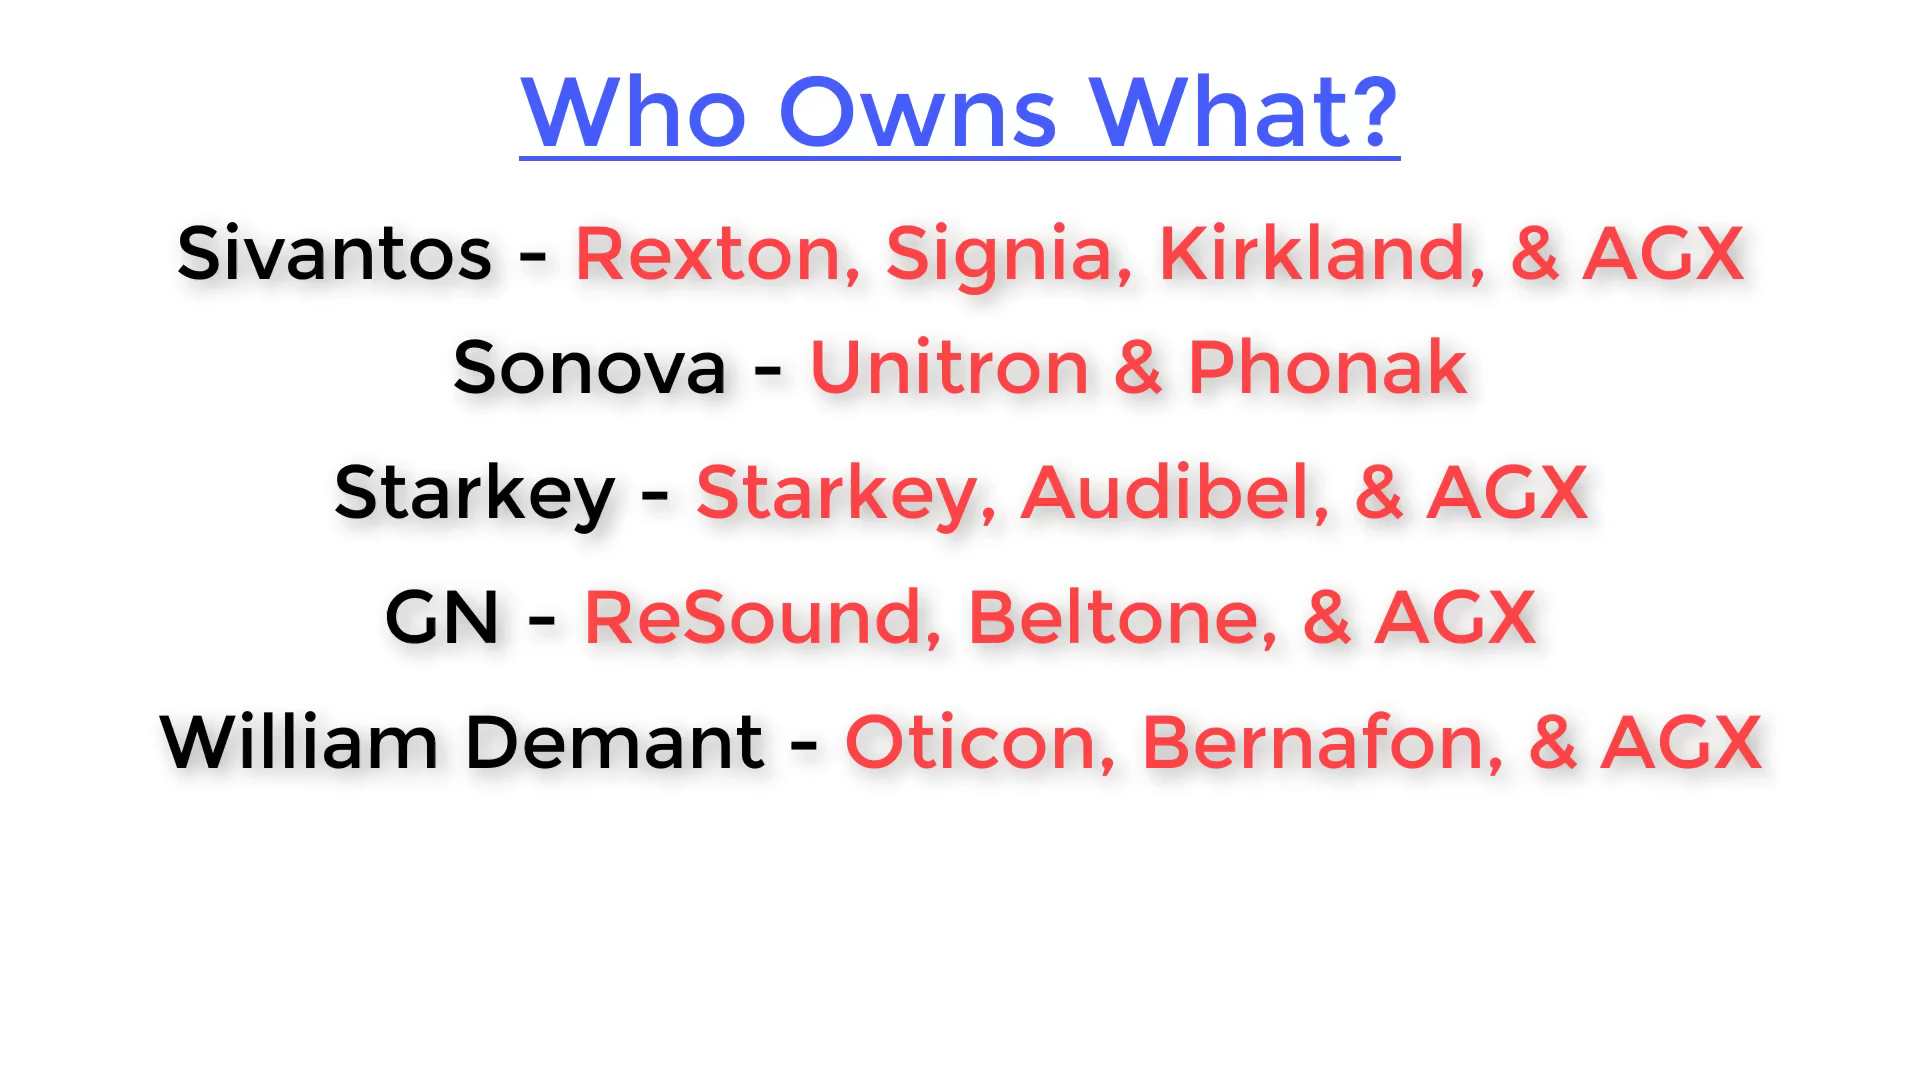 Who Owns What?
Sivantos - Rexton, Signia, Kirkland, & AGX
Sonova - Unitron & Phonak
Starkey - Starkey, Audibel, & AGX
GN - ReSound, Beltone, & AGX
William Demant - Oticon, Bernafon, & AGX